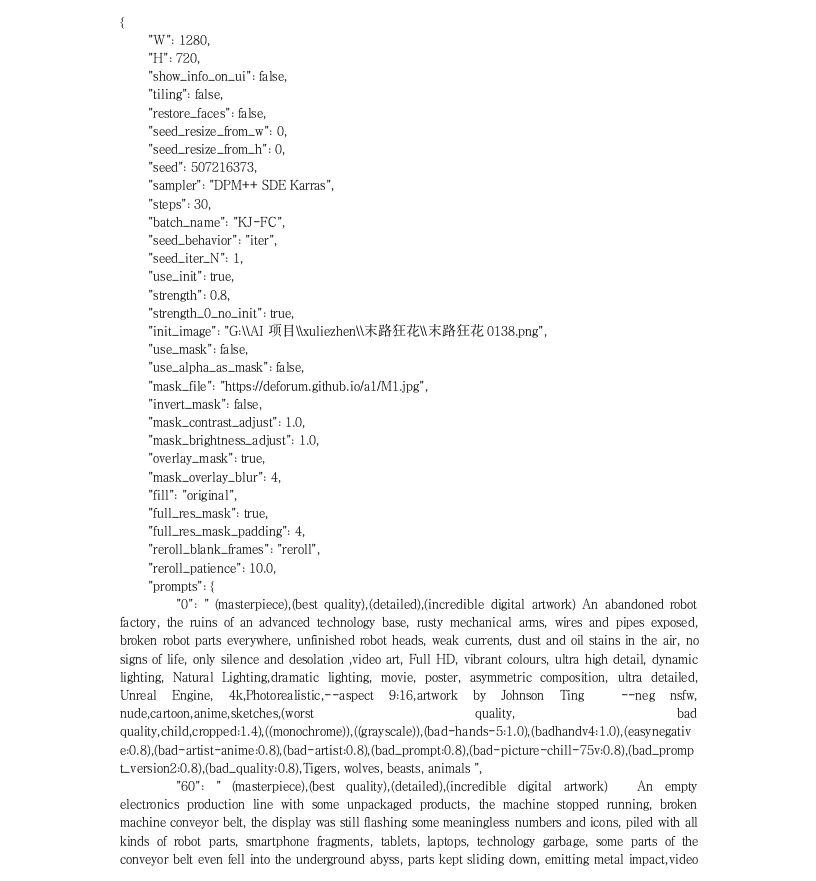 {
"W": 1280,
"H": 720,
"show_info_on_ui": false,
"tiling": false,
"restore_faces": false,
"seed_resize_from_w": 0,
"seed_resize_from_h": 0,
"seed": 507216373,
"sampler": "DPM++ SDE Karras",
"steps": 30,
"batch_name": "KJ-FC",
"seed_behavior": "iter",
"seed_iter_N": 1,
"use_init": true,
"strength": 0.8,
"strength_0_no_init": true,
"init_image": "G:\\AI 项目\\xuliezhen\\末路狂花\\末路狂花 0138.png",
"use_mask": false,
"use_alpha_as_mask": false,
"mask_file": "https://deforum.github.io/a1/M1.jpg",
"invert_mask": false,
"mask_contrast_adjust": 1.0,
"mask_brightness_adjust": 1.0,
"overlay_mask": true,
"mask_overlay_blur": 4,
"fill": "original",
"full_res_mask": true,
"full_res_mask_padding": 4,
"reroll_blank_frames": "reroll",
"reroll_patience": 10.0,
"prompts": {
"0": " (masterpiece),(best quality),(detailed),(incredible digital artwork) An abandoned robot
factory, the ruins of an advanced technology base, rusty mechanical arms, wires and pipes exposed,
broken robot parts everywhere, unfinished robot heads, weak currents, dust and oil stains in the air, no
signs of life, only silence and desolation ,video art, Full HD, vibrant colours, ultra high detail, dynamic
lighting, Natural Lighting,dramatic lighting, movie, poster, asymmetric composition, ultra detailed,
Unreal Engine, 4k,Photorealistic,--aspect 9:16,artwork by Johnson Ting --neg nsfw,
nude,cartoon,anime,sketches,(worst quality, bad
quality,child,cropped:1.4),((monochrome)),((grayscale)),(bad-hands-5:1.0),(badhandv4:1.0),(easynegativ
e:0.8),(bad-artist-anime:0.8),(bad-artist:0.8),(bad_prompt:0.8),(bad-picture-chill-75v:0.8),(bad_promp
t_version2:0.8),(bad_quality:0.8),Tigers, wolves, beasts, animals ",
"60": " (masterpiece),(best quality),(detailed),(incredible digital artwork) An empty
electronics production line with some unpackaged products, the machine stopped running, broken
machine conveyor belt, the display was still flashing some meaningless numbers and icons, piled with all
kinds of robot parts, smartphone fragments, tablets, laptops, technology garbage, some parts of the
conveyor belt even fell into the underground abyss, parts kept sliding down, emitting metal impact,video